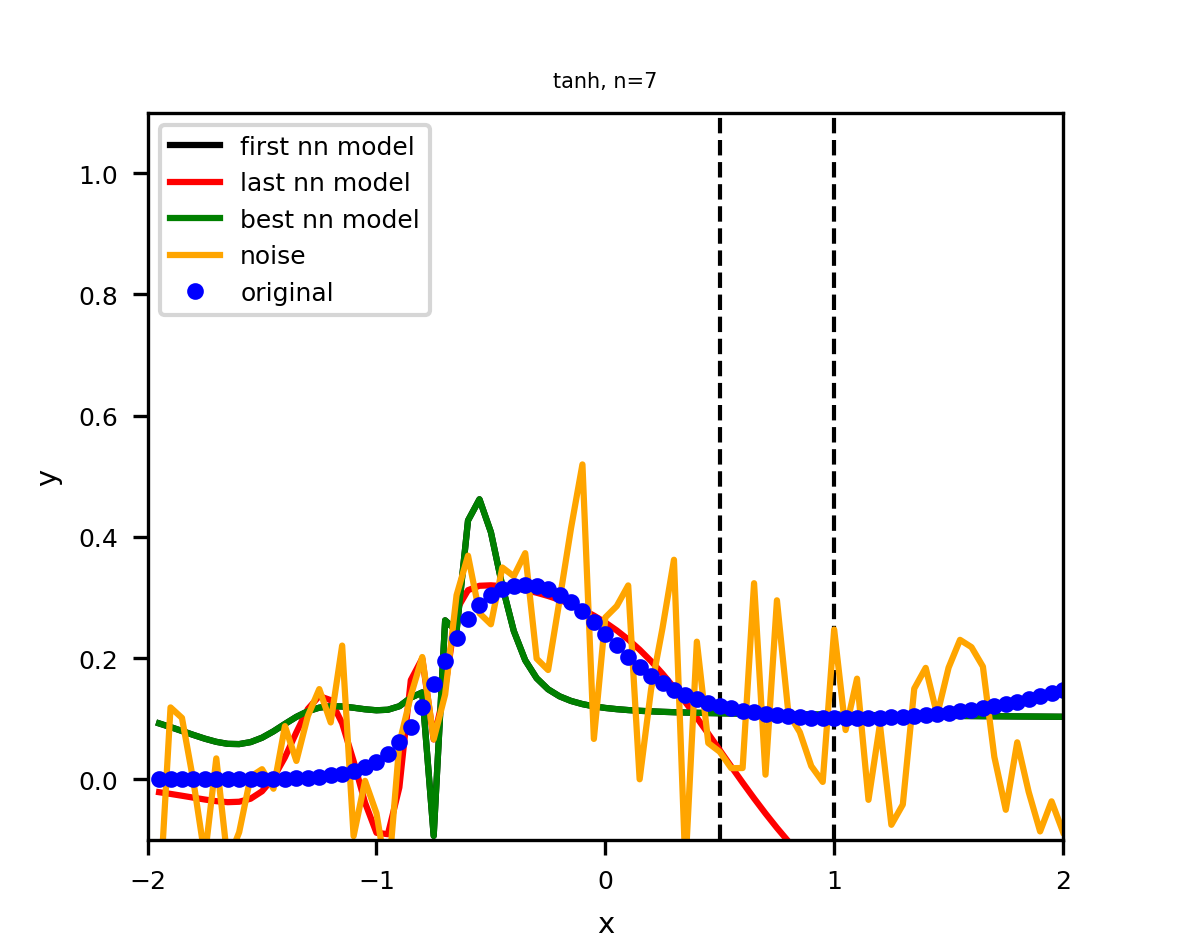 tanh, n=7
first nn model
last nn model
best nn model
noise
original
1.0
0.8
0.6
0.4
0.2
0.0
y
−2
−1
0
1
2
x